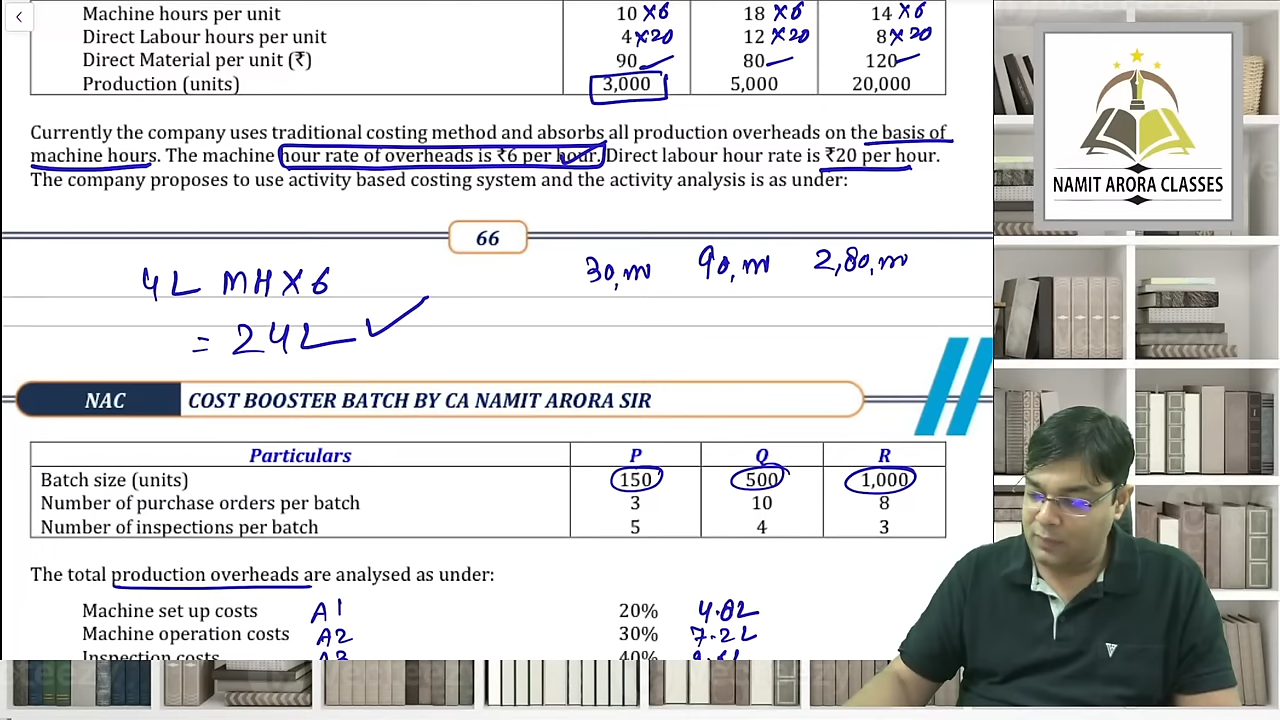 Machine hours per unit 10 ×6 18 ×6 14 ×6
Direct Labour hours per unit 4 ×20 12 ×20 8 ×20
Direct Material per unit (₹) 90 80 120
Production (units) 3,000 5,000 20,000
Currently the company uses traditional costing method and absorbs all production overheads on the basis of
machine hours. The machine hour rate of overheads is ₹6 per hour. Direct labour hour rate is ₹20 per hour.
The company proposes to use activity based costing system and the activity analysis is as under:
66
30,m 90,m 2,80,m
4L MH × 6
= 24L
NAC COST BOOSTER BATCH BY CA NAMIT ARORA SIR
Particulars P Q R
Batch size (units) 150 500 1,000
Number of purchase orders per batch 3 10 8
Number of inspections per batch 5 4 3
The total production overheads are analysed as under:
Machine set up costs A1 20% 4.8L
Machine operation costs A2 30% 7.2L
Inspection costs 40%
NAMIT ARORA CLASSES